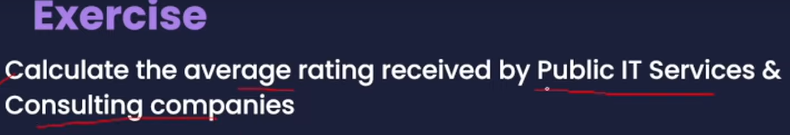 Exercise
Calculate the average rating received by Public IT Services &
Consulting companies